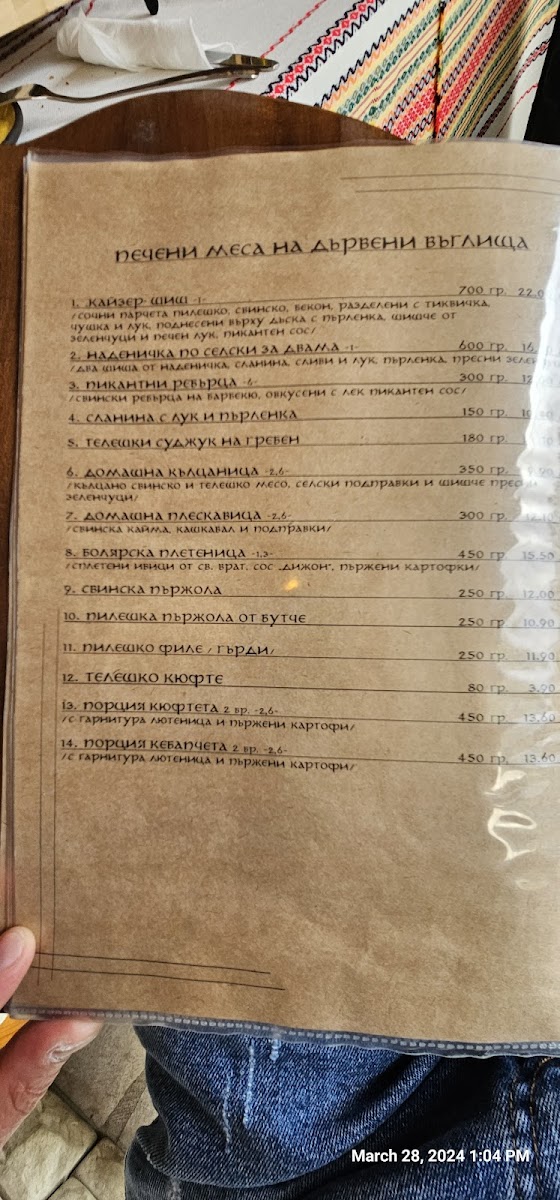 ПЕЧЕНИ МЕСА НА ДЪРВЕНИ ВЪГЛИЩА
1. КАЙЗЕР ШИШ -1- 700 гр. 22.0
/СОЧНИ ПАРЧЕТА ПИЛЕШКО, СВИНСКО, БЕКОН, РАЗДЕЛЕНИ С ТИКВИЧКА,
ЧУШКА И ЛУК, ПОДНЕСЕНИ ВЪРХУ ДЪСКА С ПЪРЛЕНКА, ШИШЧЕ ОТ
ЗЕЛЕНЧУЦИ И ПЕЧЕН ЛУК, ПИКАНТЕН СОС/
2. НАДЕНИЧКА ПО СЕЛСКИ ЗА ДВАМА -1- 600 гр.
/ДВА ШИША ОТ НАДЕНИЧКА, СЛАНИНА, СЛИВИ И ЛУК, ПЪРЛЕНКА, ПРЕСНИ
3. ПИКАНТНИ РЕБЪРЦА -6- 300 гр.
/СВИНСКИ РЕБЪРЦА НА БАРБЕКЮ, ОВКУСЕНИ С ЛЕК ПИКАНТЕН СОС/
4. СЛАНИНА С ЛУК И ПЪРЛЕНКА 150 гр.
5. ТЕЛЕШКИ СУДЖУК НА ГРЕБЕН 180 гр.
6. ДОМАШНА КЪЛЦАНИЦА -2,6- 350 гр.
/КЪЛЦАНО СВИНСКО И ТЕЛЕШКО МЕСО, СЕЛСКИ ПОДПРАВКИ И ШИШЧЕ ПРЕСНИ
ЗЕЛЕНЧУЦИ/
7. ДОМАШНА ПЛЕСКАВИЦА -2,6- 300 гр.
/СВИНСКА КАЙМА, КАШКАВАЛ И ПОДПРАВКИ/
8. БОЛЯРСКА ПЛЕТЕНИЦА -1,3- 450 гр. 15.50
/СПЛЕТЕНИ ИВИЦИ ОТ СВ. ВРАТ, СОС „ДИЖОН", ПЪРЖЕНИ КАРТОФКИ/
9. СВИНСКА ПЪРЖОЛА 250 гр. 12.00
10. ПИЛЕШКА ПЪРЖОЛА ОТ БУТЧЕ 250 гр. 10.90
11. ПИЛЕШКО ФИЛЕ / ГЪРДИ/ 250 гр. 11.90
12. ТЕЛЕШКО КЮФТЕ 80 гр. 3.90
13. ПОРЦИЯ КЮФТЕТА 2 БР. -2,6- 450 гр. 13.60
/С ГАРНИТУРА ЛЮТЕНИЦА И ПЪРЖЕНИ КАРТОФИ/
14. ПОРЦИЯ КЕБАПЧЕТА 2 БР. -2,6- 450 гр. 13.60
/С ГАРНИТУРА ЛЮТЕНИЦА И ПЪРЖЕНИ КАРТОФИ/
March 28, 2024 1:04 PM